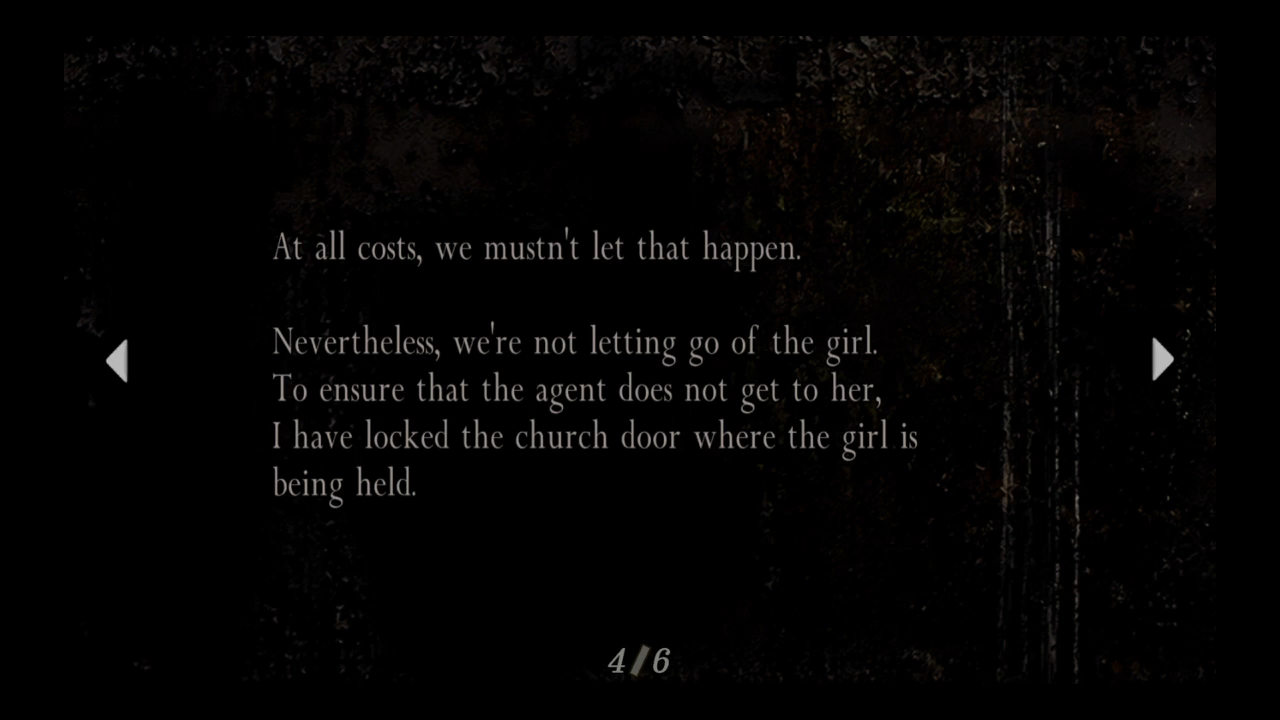 At all costs, we mustn't let that happen.
Nevertheless, we're not letting go of the girl.
To ensure that the agent does not get to her,
I have locked the church door where the girl is
being held.
4/6